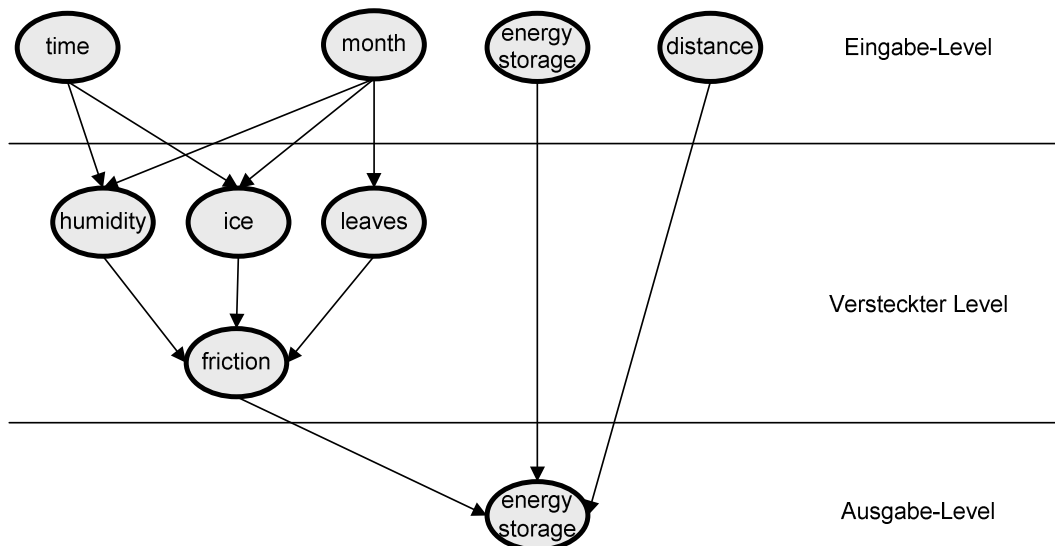 time
month
energy
storage
distance
Eingabe-Level
humidity
ice
leaves
Versteckter Level
friction
energy
storage
Ausgabe-Level